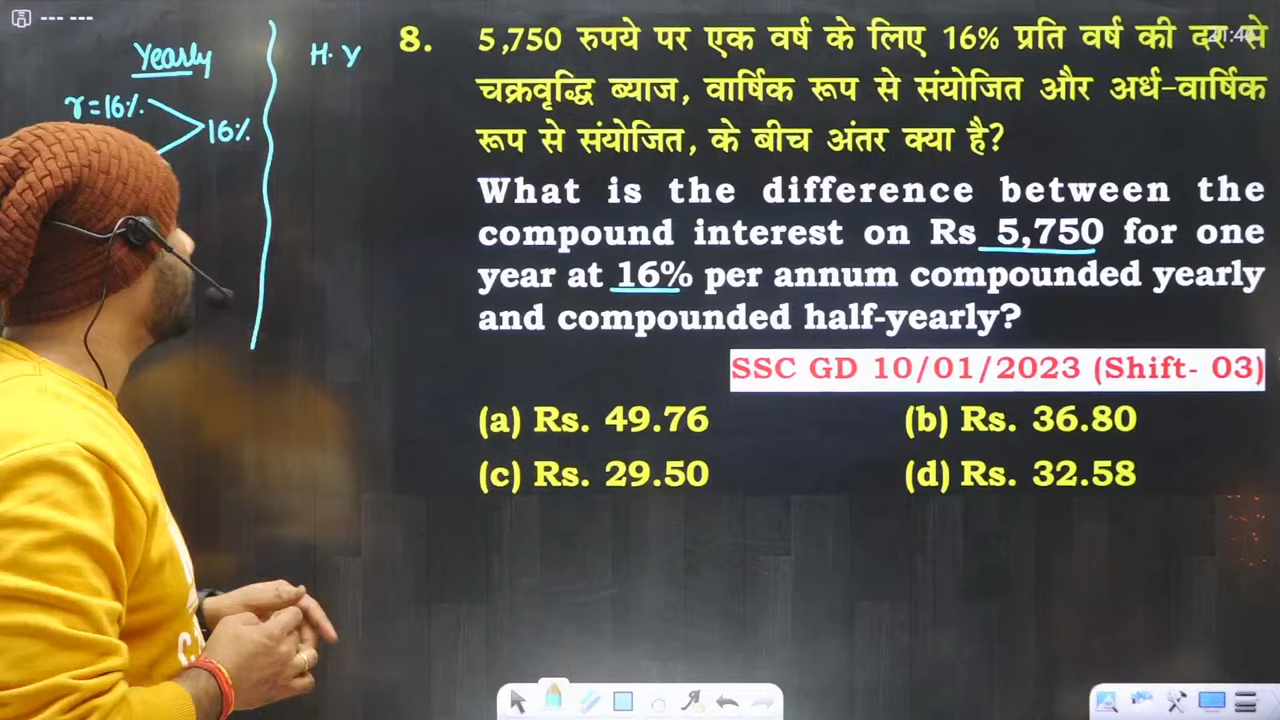 Yearly
r=16%
16%
H.Y
8. 5,750 रुपये पर एक वर्ष के लिए 16% प्रति वर्ष की दर से
चक्रवृद्धि ब्याज, वार्षिक रूप से संयोजित और अर्ध-वार्षिक
रूप से संयोजित, के बीच अंतर क्या है?
What is the difference between the
compound interest on Rs 5,750 for one
year at 16% per annum compounded yearly
and compounded half-yearly?
SSC GD 10/01/2023 (Shift- 03)
(a) Rs. 49.76 (b) Rs. 36.80
(c) Rs. 29.50 (d) Rs. 32.58